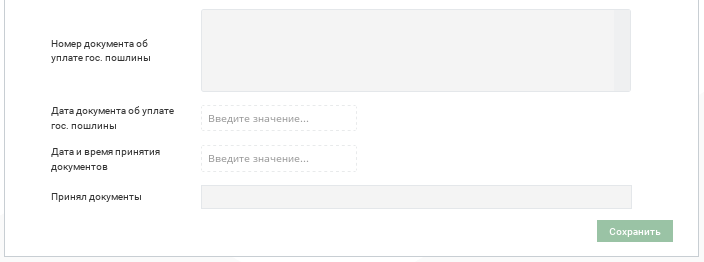 Номер документа об
уплате гос. пошлины
Дата документа об уплате
гос. пошлины
Введите значение...
Дата и время принятия
документов
Введите значение...
Принял документы
Сохранить